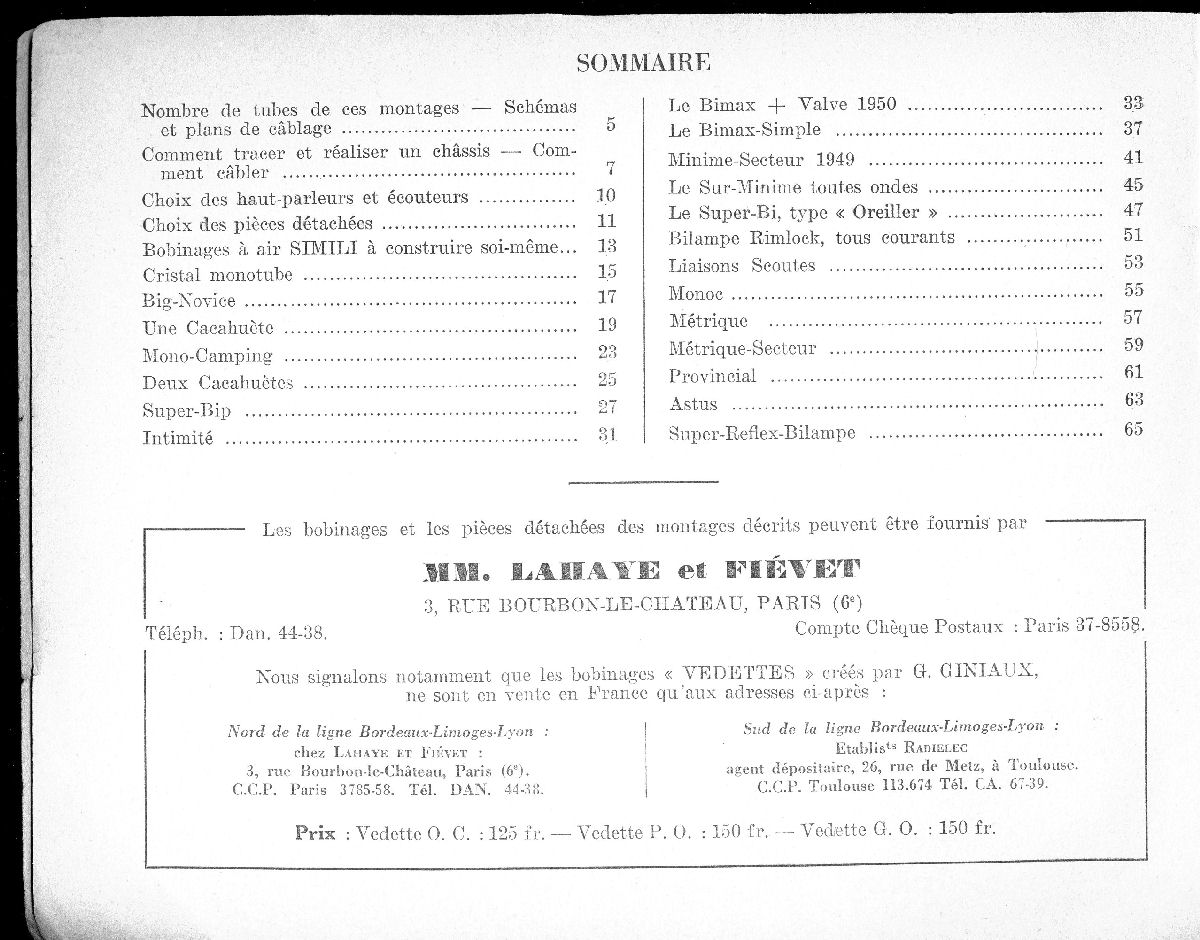 SOMMAIRE
Nombre de tubes de ces montages — Schémas
et plans de câblage .................................... 5
Comment tracer et réaliser un châssis — Com-
ment câbler ............................................. 7
Choix des haut-parleurs et écouteurs ............... 10
Choix des pièces détachées .............................. 11
Bobinages à air SIMILI à construire soi-même... 13
Cristal monotube .......................................... 15
Big-Novice ................................................... 17
Une Cacahuète ............................................. 19
Mono-Camping ............................................. 23
Deux Cacahuètes .......................................... 25
Super-Bip ................................................... 27
Intimité ...................................................... 31
Le Bimax + Valve 1950 .............................. 33
Le Bimax-Simple ......................................... 37
Minime-Secteur 1949 .................................... 41
Le Sur-Minime toutes ondes ........................... 45
Le Super-Bi, type « Oreiller » ........................ 47
Bilampe Rimlock, tous courants ..................... 51
Liaisons Scoutes .......................................... 53
Monoc ......................................................... 55
Métrique ................................................... 57
Métrique-Secteur .......................................... 59
Provincial ................................................... 61
Astus ......................................................... 63
Super-Reflex-Bilampe .................................... 65
Les bobinages et les pièces détachées des montages décrits peuvent être fournis par
MM. LAHAYE et FIÉVET
3, RUE BOURBON-LE-CHATEAU, PARIS (6e)
Téléph. : Dan. 44-38. Compte Chèque Postaux : Paris 37-8558.
Nous signalons notamment que les bobinages « VEDETTES » créés par G. GINIAUX,
ne sont en vente en France qu'aux adresses ci-après :
Nord de la ligne Bordeaux-Limoges-Lyon :
chez LAHAYE ET FIÉVET :
3, rue Bourbon-le-Château, Paris (6e).
C.C.P. Paris 3785-58. Tél. DAN. 44-38.
Sud de la ligne Bordeaux-Limoges-Lyon :
Etablists RADIELEC
agent dépositaire, 26, rue de Metz, à Toulouse.
C.C.P. Toulouse 113.674 Tél. CA. 67-39.
Prix : Vedette O. C. : 125 fr. — Vedette P. O. : 150 fr. — Vedette G. O. : 150 fr.